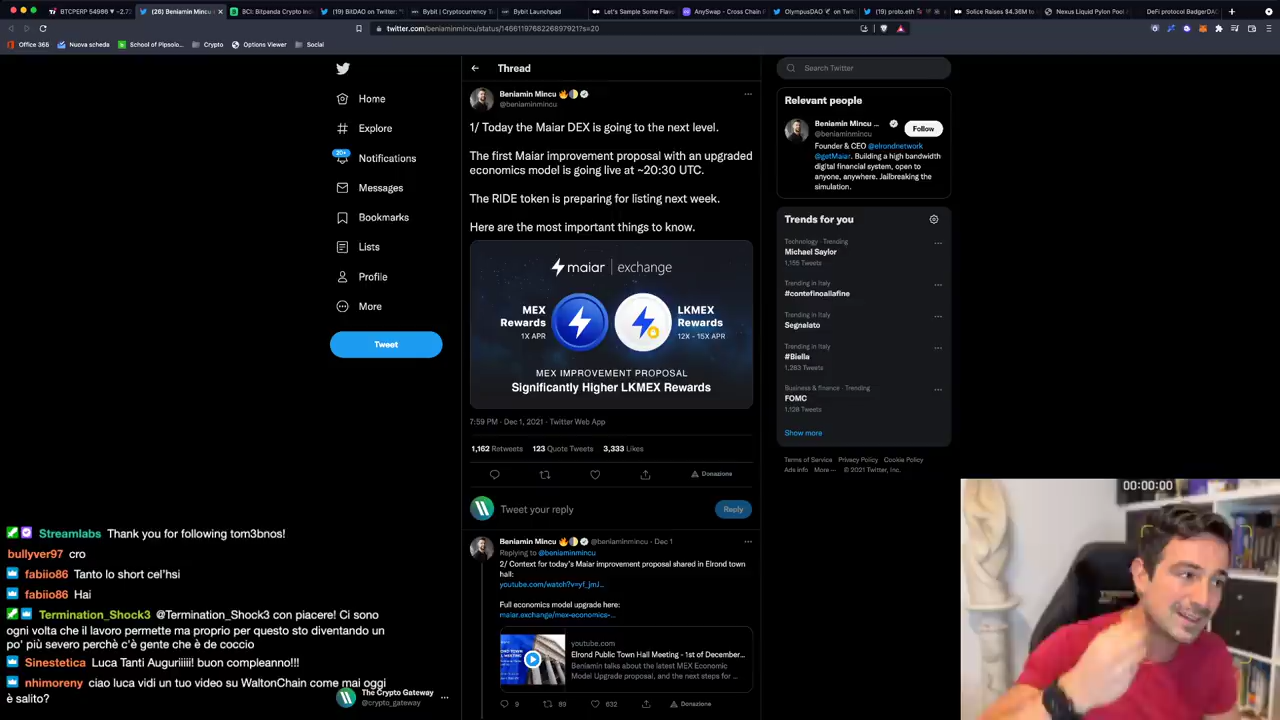 BTCPERP 54986 ▼ −2.72
(26) Beniamin Mincu
BCI: Bitpanda Crypto Ind
(19) BitDAO on Twitter: "
Bybit | Cryptocurrency T
Bybit Launchpad
Let's Sample Some Flav
AnySwap - Cross Chain
OlympusDAO on Twi
(19) proto.eth
Solice Raises $4.36M to
Nexus Liquid Pylon Pool
DeFi protocol BadgerDAO
twitter.com/beniaminmincu/status/1466119768226897921?s=20
Office 365
Nuova scheda
School of Pipsolo...
Crypto
Options Viewer
Social
Home
Explore
20+
Notifications
Messages
Bookmarks
Lists
Profile
More
Tweet
Thread
Beniamin Mincu
@beniaminmincu
1/ Today the Maiar DEX is going to the next level.
The first Maiar improvement proposal with an upgraded
economics model is going live at ~20:30 UTC.
The RIDE token is preparing for listing next week.
Here are the most important things to know.
maiar | exchange
MEX
Rewards
1X APR
LKMEX
Rewards
12X - 15X APR
MEX IMPROVEMENT PROPOSAL
Significantly Higher LKMEX Rewards
7:59 PM · Dec 1, 2021 · Twitter Web App
1,162 Retweets 123 Quote Tweets 3,333 Likes
Donazione
Tweet your reply
Reply
Beniamin Mincu @beniaminmincu · Dec 1
Replying to @beniaminmincu
2/ Context for today's Maiar improvement proposal shared in Elrond town
hall:
youtube.com/watch?v=yf_jmJ...
Full economics model upgrade here:
maiar.exchange/mex-economics-...
youtube.com
Elrond Public Town Hall Meeting - 1st of December...
Beniamin talks about the latest MEX Economic
Model Upgrade proposal, and the next steps for ...
9 89 632 Donazione
Search Twitter
Relevant people
Beniamin Mincu ...
@beniaminmincu
Follow
Founder & CEO @elrondnetwork
@getMaiar. Building a high bandwidth
digital financial system, open to
anyone, anywhere. Jailbreaking the
simulation.
Trends for you
Technology · Trending
Michael Saylor
1,155 Tweets
Trending in Italy
#contefinoallafine
Trending in Italy
Segnalato
Trending in Italy
#Biella
1,263 Tweets
Business & finance · Trending
FOMC
1,120 Tweets
Show more
Terms of Service Privacy Policy Cookie Policy
Ads info More ··· © 2021 Twitter, Inc.
00:00:00
Streamlabs Thank you for following tom3bnos!
bullyver97 cro
fabiio86 Tanto lo short cel'hsi
fabiio86 Hai
Termination_Shock3 @Termination_Shock3 con piacere! Ci sono
ogni volta che il lavoro permette ma proprio per questo sto diventando un
po' più severo perchè c'è gente che è de coccio
Sinestetica Luca Tanti Auguriiii! buon compleanno!!!
nhimoreny ciao luca vidi un tuo video su WaltonChain come mai oggi
è salito?
The Crypto Gateway
@crypto_gateway